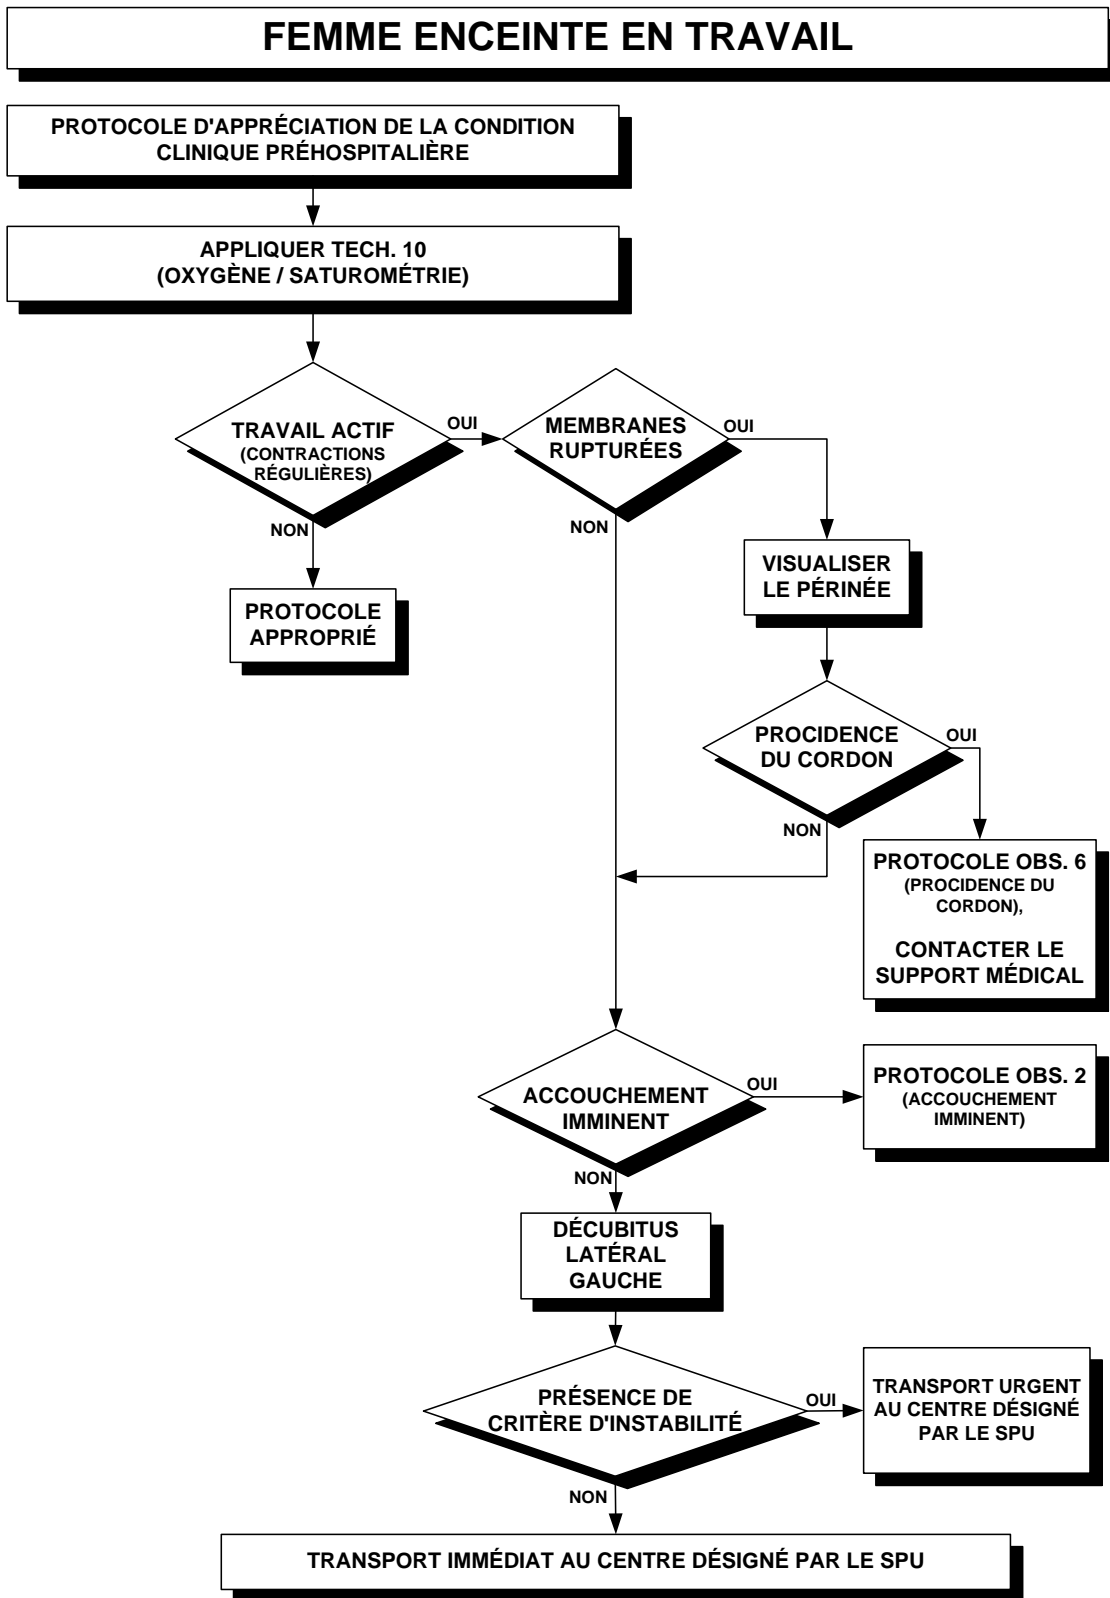 FEMME ENCEINTE EN TRAVAIL
PROTOCOLE D'APPRÉCIATION DE LA CONDITION
CLINIQUE PRÉHOSPITALIÈRE
APPLIQUER TECH. 10
(OXYGÈNE / SATUROMÉTRIE)
TRAVAIL ACTIF
(CONTRACTIONS
RÉGULIÈRES)
OUI
NON
PROTOCOLE
APPROPRIÉ
MEMBRANES
RUPTURÉES
OUI
NON
VISUALISER
LE PÉRINÉE
PROCIDENCE
DU CORDON
OUI
NON
PROTOCOLE OBS. 6
(PROCIDENCE DU
CORDON),
CONTACTER LE
SUPPORT MÉDICAL
ACCOUCHEMENT
IMMINENT
OUI
PROTOCOLE OBS. 2
(ACCOUCHEMENT
IMMINENT)
NON
DÉCUBITUS
LATÉRAL
GAUCHE
PRÉSENCE DE
CRITÈRE D'INSTABILITÉ
OUI
TRANSPORT URGENT
AU CENTRE DÉSIGNÉ
PAR LE SPU
NON
TRANSPORT IMMÉDIAT AU CENTRE DÉSIGNÉ PAR LE SPU